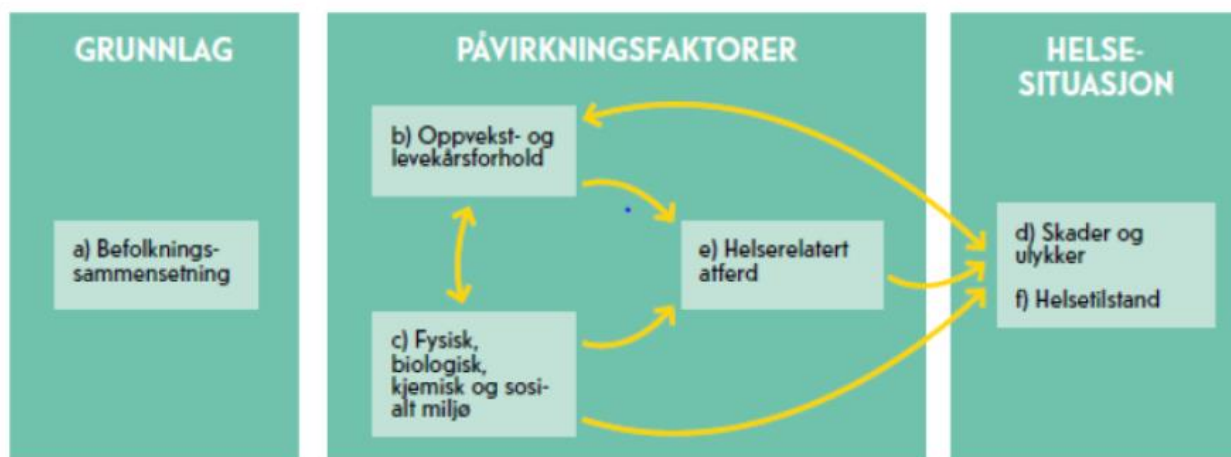 GRUNNLAG
a) Befolknings-
sammensetning
PÅVIRKNINGSFAKTORER
b) Oppvekst- og
levekårsforhold
c) Fysisk,
biologisk,
kjemisk og sosi-
alt miljø
e) Helserelatert
atferd
HELSE-
SITUASJON
d) Skader og
ulykker
f) Helsetilstand